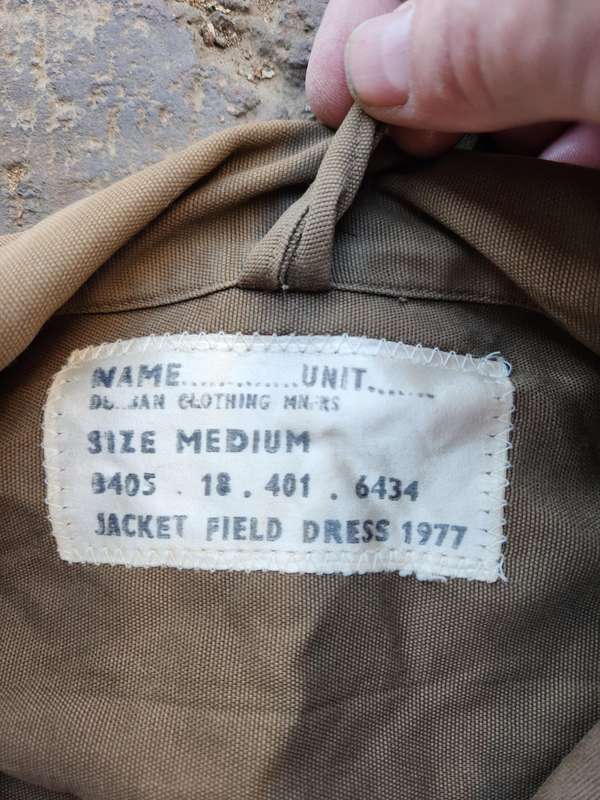 NAME............UNIT.......
CLOTHING
SIZE MEDIUM
8405 . 18 . 401 . 6434
JACKET FIELD DRESS 1977